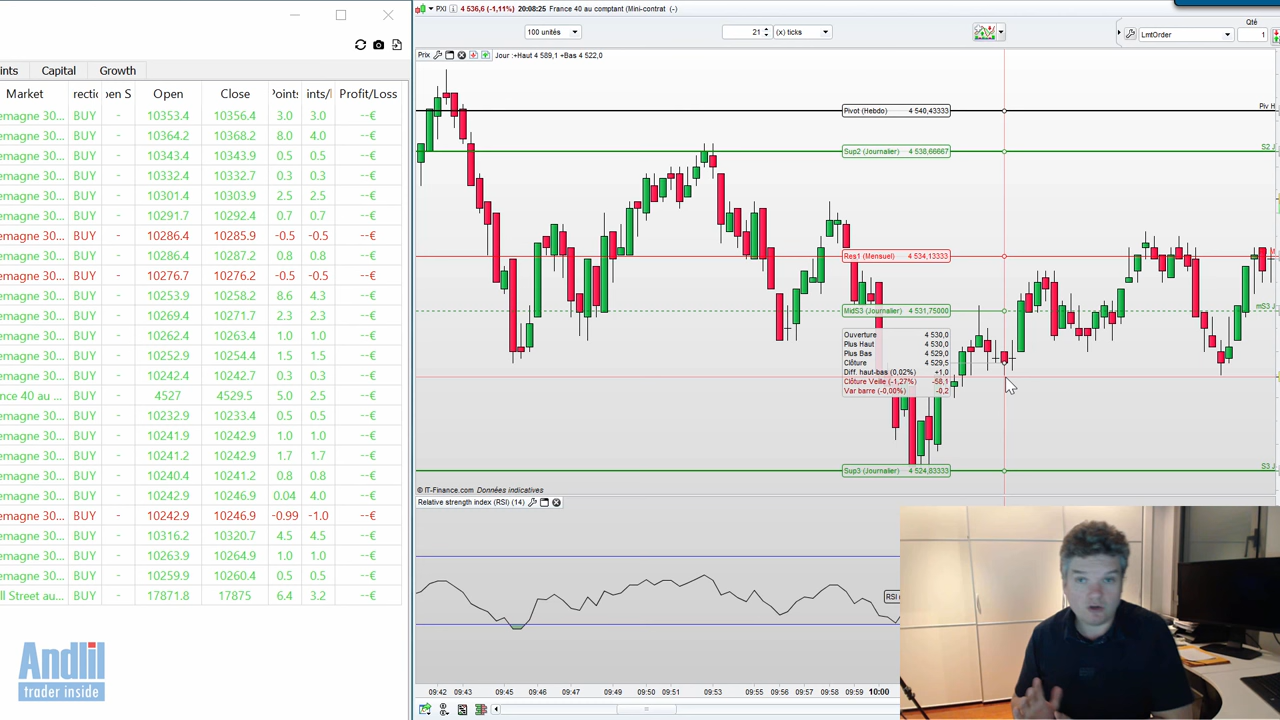 PXI 4 536,6 (-1,11%) 20:08:25 France 40 au comptant (Mini-contrat (-)
100 unités 21 (x) ticks LmtOrder Qté 1
Prix Jour :+Haut 4 589,1 +Bas 4 522,0
ints Capital Growth
Market rectic pen S Open Close Points ints/l Profit/Loss
emagne 30... BUY - 10353.4 10356.4 3.0 3.0 --€
emagne 30... BUY - 10364.2 10368.2 8.0 4.0 --€
emagne 30... BUY - 10343.4 10343.9 0.5 0.5 --€
emagne 30... BUY - 10332.4 10332.7 0.3 0.3 --€
emagne 30... BUY - 10301.4 10303.9 2.5 2.5 --€
emagne 30... BUY - 10291.7 10292.4 0.7 0.7 --€
emagne 30... BUY - 10286.4 10285.9 -0.5 -0.5 --€
emagne 30... BUY - 10286.4 10287.2 0.8 0.8 --€
emagne 30... BUY - 10276.7 10276.2 -0.5 -0.5 --€
emagne 30... BUY - 10253.9 10258.2 8.6 4.3 --€
emagne 30... BUY - 10269.4 10271.7 2.3 2.3 --€
emagne 30... BUY - 10262.4 10263.4 1.0 1.0 --€
emagne 30... BUY - 10252.9 10254.4 1.5 1.5 --€
emagne 30... BUY - 10242.4 10243.4 1.0 1.0 --€
nce 40 au ... BUY - 4527 4529.5 5.0 2.5 --€
emagne 30... BUY - 10232.9 10233.4 0.5 0.5 --€
emagne 30... BUY - 10241.9 10242.9 1.0 1.0 --€
emagne 30... BUY - 10241.2 10242.9 1.7 1.7 --€
emagne 30... BUY - 10240.4 10241.2 0.8 0.8 --€
emagne 30... BUY - 10242.9 10246.9 0.04 4.0 --€
emagne 30... BUY - 10242.9 10246.9 -0.99 -1.0 --€
emagne 30... BUY - 10316.2 10320.7 4.5 4.5 --€
emagne 30... BUY - 10263.9 10264.9 1.0 1.0 --€
emagne 30... BUY - 10259.9 10260.4 0.5 0.5 --€
ll Street au... BUY - 17871.8 17875 6.4 3.2 --€
Andlil
trader inside
Pivot (Hebdo) 4 540,43333 Piv H
Sup2 (Journalier) 4 538,66667 S2 J
Res1 (Mensuel) 4 534,13333
MidS3 (Journalier) 4 531,75000 mS3 J
Ouverture 4 530,0
Plus Haut 4 530,0
Plus Bas 4 529,0
Clôture 4 529,5
Diff. haut-bas (0,02%) +1,0
Clôture Veille (-1,27%) -58,1
Var barre (-0,00%) -0,2
Sup3 (Journalier) 4 524,83333 S3 J
© IT-Finance.com Données indicatives
Relative strength index (RSI) (14)
RSI
09:42 09:43 09:45 09:46 09:47 09:48 09:50 09:51 09:53 09:55 09:56 09:57 09:58 09:59 10:00